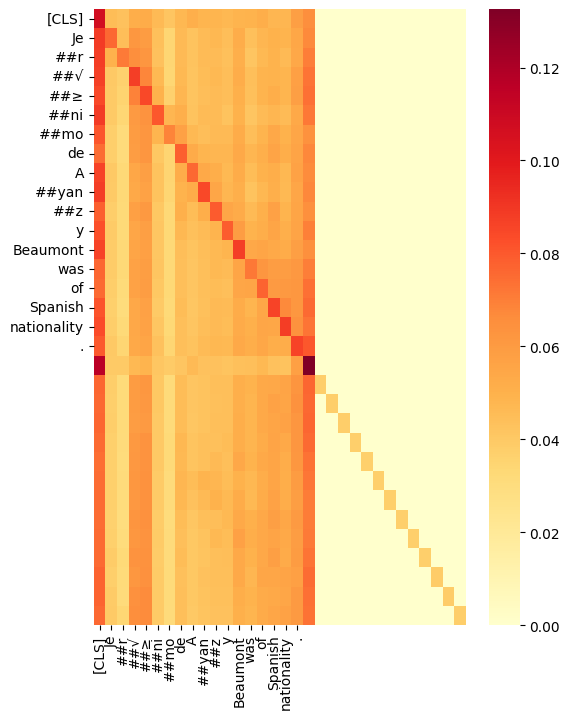 [CLS]
Je
##r
##√
##≥
##ni
##mo
de
A
##yan
##z
y
Beaumont
was
of
Spanish
nationality
.
0.12
0.10
0.08
0.06
0.04
0.02
0.00
[CLS]
Je
##r
##√
##≥
##ni
##mo
de
A
##yan
##z
y
Beaumont
was
of
Spanish
nationality
.